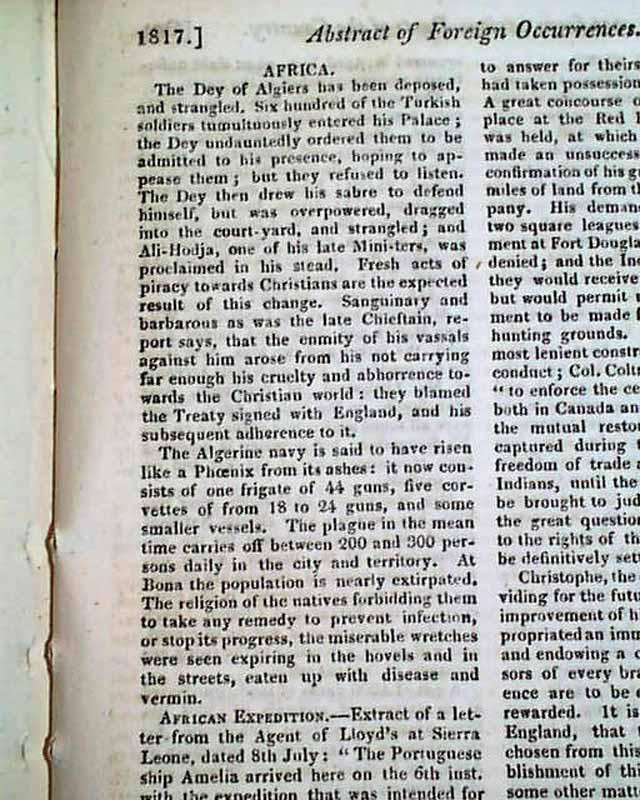 1817.] Abstract of Foreign Occurrences.
AFRICA.
The Dey of Algiers has been deposed,
and strangled. Six hundred of the Turkish
soldiers tumultuously entered his Palace;
the Dey undauntedly ordered them to be
admitted to his presence, hoping to ap-
pease them; but they refused to listen.
The Dey then drew his sabre to defend
himself, but was overpowered, dragged
into the court-yard, and strangled; and
Ali-Hodja, one of his late Mini-ters, was
proclaimed in his stead. Fresh acts of
piracy towards Christians are the expected
result of this change. Sanguinary and
barbarous as was the late Chieftain, re-
port says, that the enmity of his vassals
against him arose from his not carrying
far enough his cruelty and abhorrence to-
wards the Christian world: they blamed
the Treaty signed with England, and his
subsequent adherence to it.
The Algerine navy is said to have risen
like a Phœnix from its ashes: it now con-
sists of one frigate of 44 guns, five cor-
vettes of from 18 to 24 guns, and some
smaller vessels. The plague in the mean
time carries off between 200 and 300 per-
sons daily in the city and territory. At
Bona the population is nearly extirpated.
The religion of the natives forbidding them
to take any remedy to prevent infection,
or stop its progress, the miserable wretches
were seen expiring in the hovels and in
the streets, eaten up with disease and
vermin.
AFRICAN EXPEDITION.—Extract of a let-
ter from the Agent of Lloyd's at Sierra
Leone, dated 8th July: "The Portuguese
ship Amelia arrived here on the 6th inst.
with the expedition that was intended for
to answer for theirs
had taken possession
A great concourse o
place at the Red
was held, at which
made an unsuccess
confirmation of his g
miles of land from th
pany. His deman
two square leagues
ment at Fort Dougla
denied; and the In
they would receive
but would permit
ment to be made
hunting grounds.
most lenient constr
conduct; Col. Colt
"to enforce the ce
both in Canada an
the mutual resto
captured during
freedom of trade
Indians, until the
be brought to jud
the great question
to the rights of th
be definitively set
Christophe, the
viding for the futu
improvement of h
propriated an imm
and endowing a c
sors of every bra
ence are to be
rewarded. It is
England, that
chosen from this
blishment of thi
some other matu